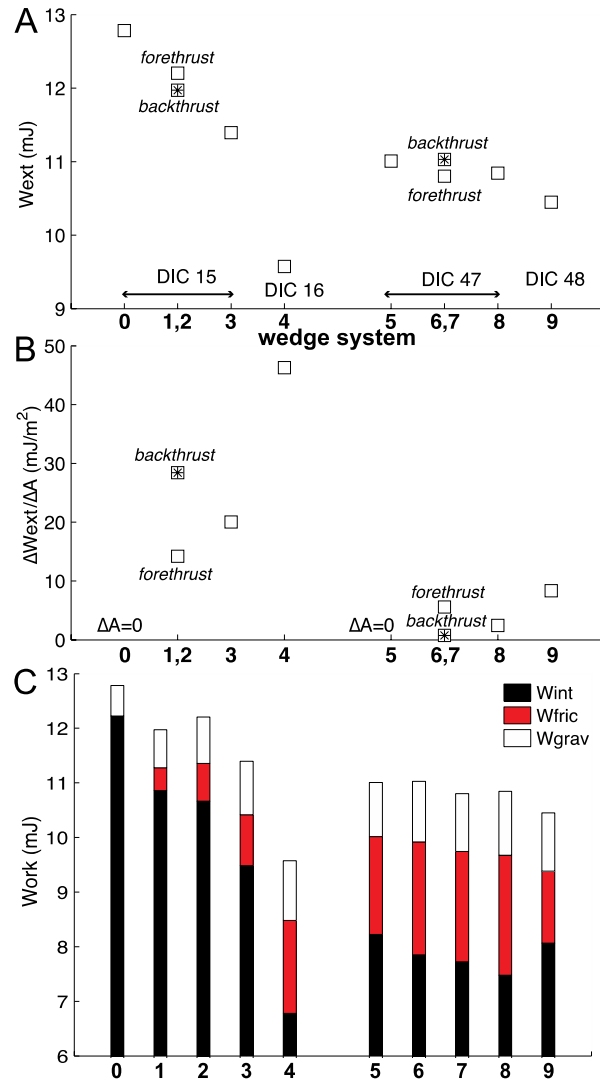 A
13
12
11
10
9
Wext (mJ)
forethrust
backthrust
backthrust
forethrust
DIC 15
DIC 16
DIC 47
DIC 48
0 1,2 3 4 5 6,7 8 9
wedge system
B
50
40
30
20
10
0
ΔWext/ΔA (mJ/m²)
backthrust
forethrust
forethrust
backthrust
ΔA=0
ΔA=0
0 1,2 3 4 5 6,7 8 9
C
13
12
11
10
9
8
7
6
Work (mJ)
Wint
Wfric
Wgrav
0 1 2 3 4 5 6 7 8 9